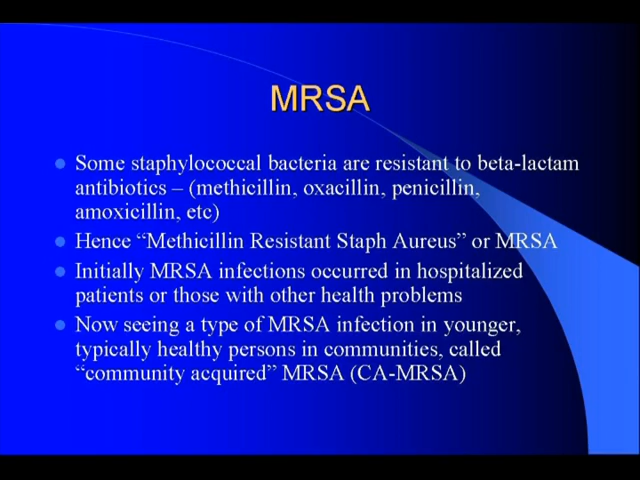 MRSA
Some staphylococcal bacteria are resistant to beta-lactam
antibiotics – (methicillin, oxacillin, penicillin,
amoxicillin, etc)
Hence “Methicillin Resistant Staph Aureus” or MRSA
Initially MRSA infections occurred in hospitalized
patients or those with other health problems
Now seeing a type of MRSA infection in younger,
typically healthy persons in communities, called
“community acquired” MRSA (CA-MRSA)